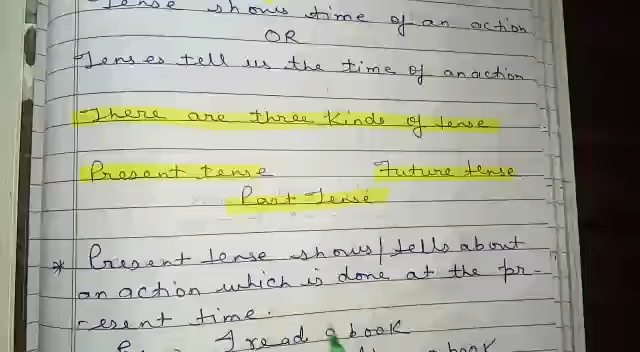 Tense shows time of an action
OR
Tenses tell us the time of an action
There are three kinds of tense
Present tense Future tense
Past Tense
* Present tense shows/tells about
an action which is done at the pr-
-esent time.
I read a book
book